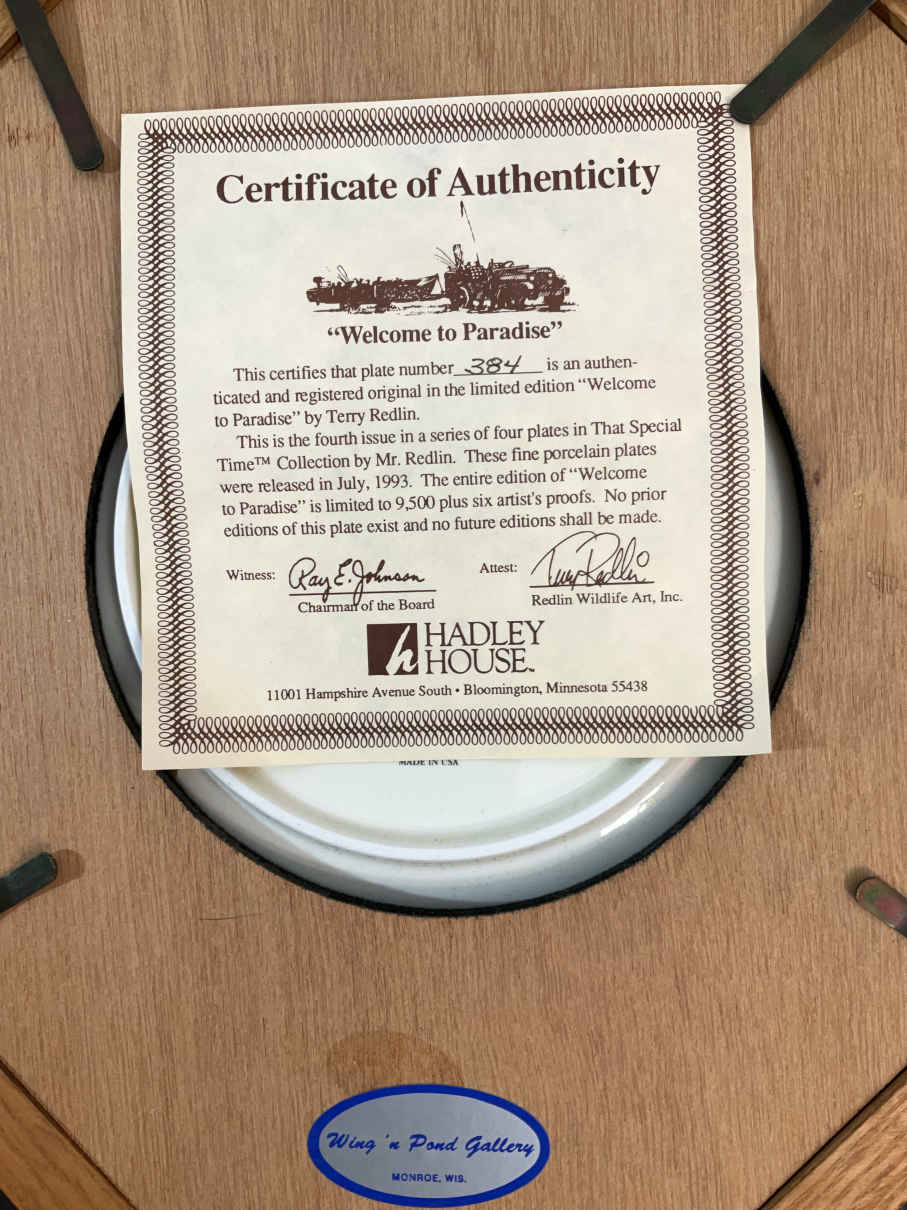 Certificate of Authenticity
“Welcome to Paradise”
This certifies that plate number 384 is an authen-
ticated and registered original in the limited edition “Welcome
to Paradise” by Terry Redlin.
This is the fourth issue in a series of four plates in That Special
Time™ Collection by Mr. Redlin. These fine porcelain plates
were released in July, 1993. The entire edition of “Welcome
to Paradise” is limited to 9,500 plus six artist's proofs. No prior
editions of this plate exist and no future editions shall be made.
Witness: Ray E. Johnson Attest: Terry Redlin
Chairman of the Board Redlin Wildlife Art, Inc.
h HADLEY
HOUSE™
11001 Hampshire Avenue South • Bloomington, Minnesota 55438
MADE IN USA
Wing 'n Pond Gallery
MONROE, WIS.